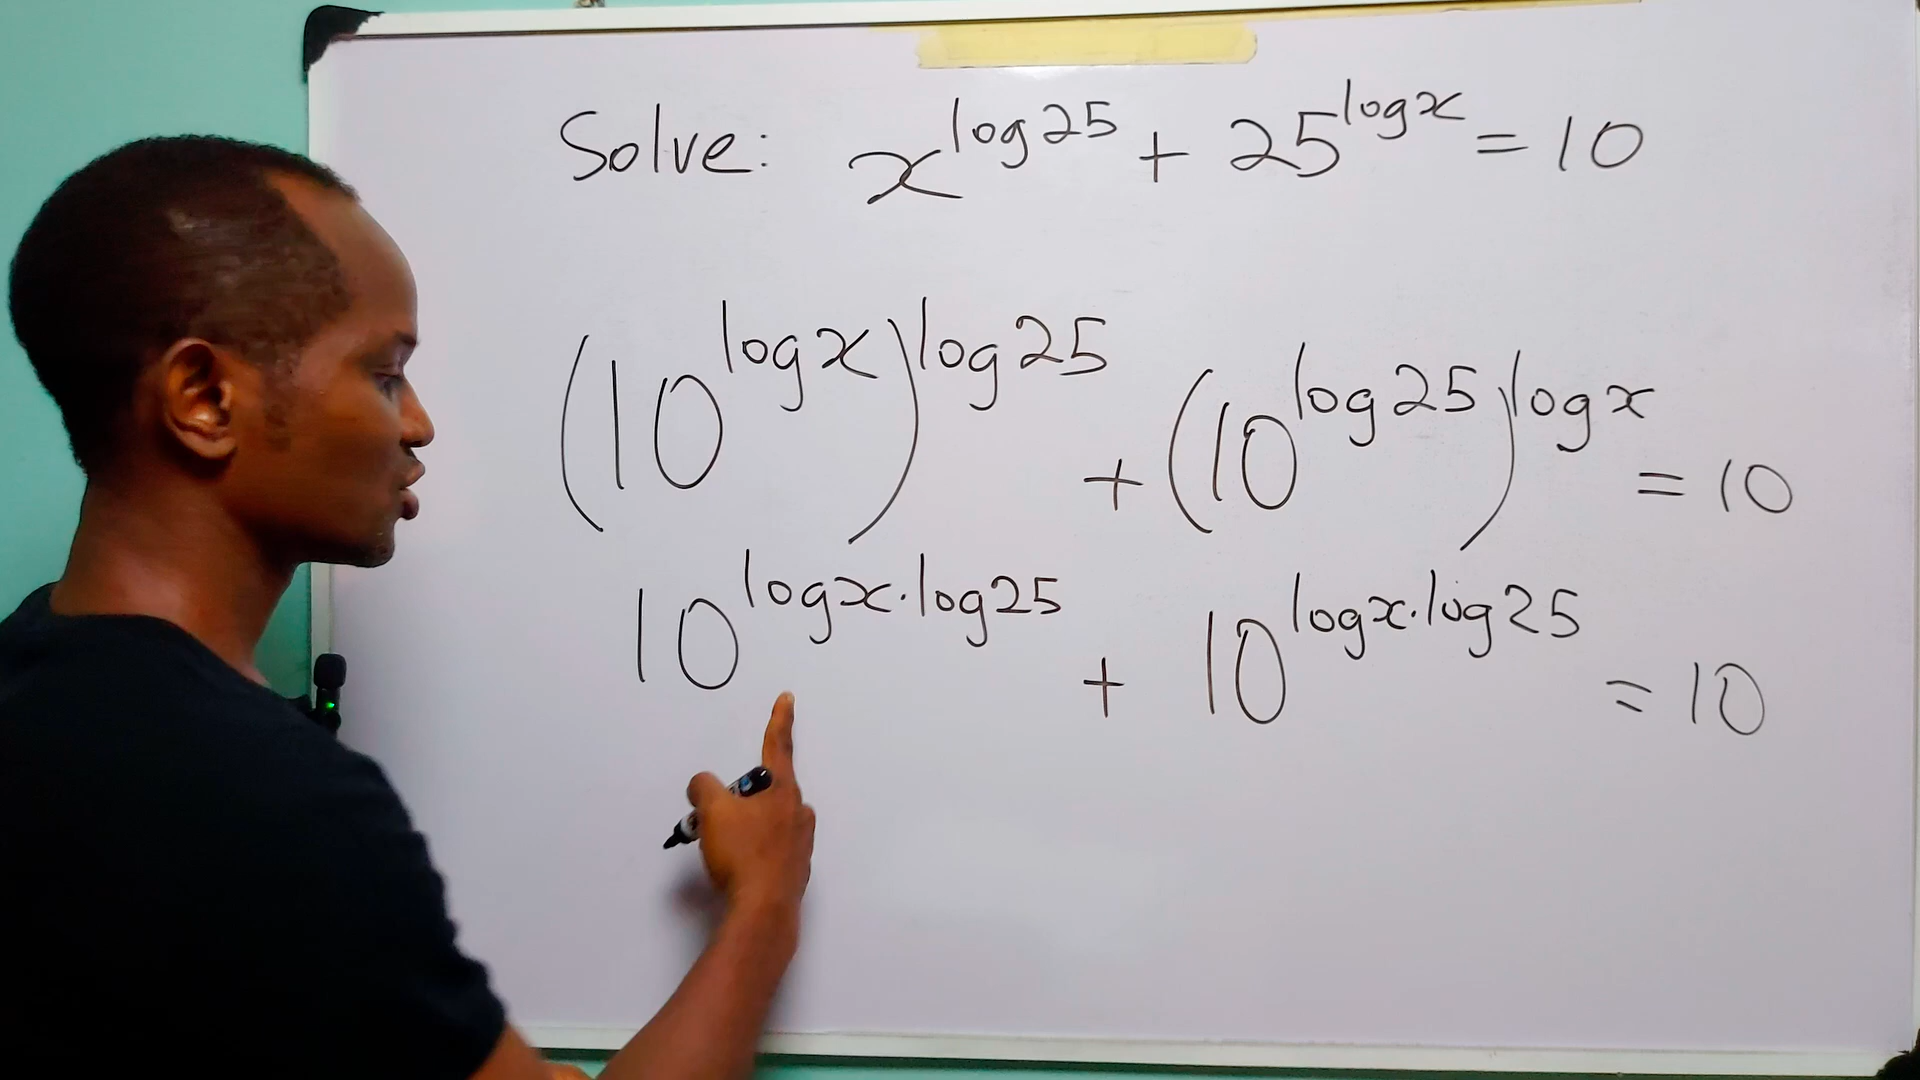 Solve: x^{log25} + 25^{logx} = 10
(10^{logx})^{log25} + (10^{log25})^{logx} = 10
10^{logx·log25} + 10^{logx·log25} = 10